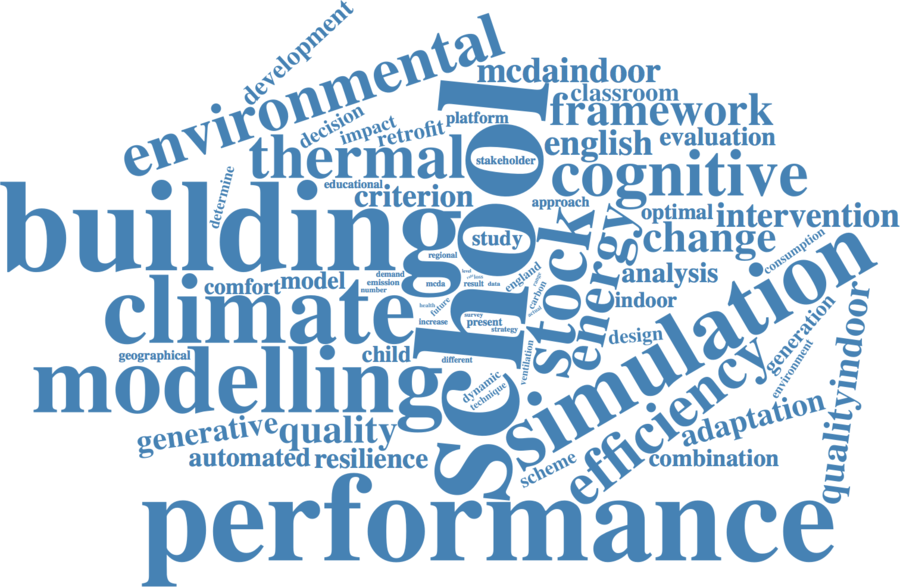 development
environmental
mcdaindoor
classroom
framework
decision
impact
retrofit
platform
english
evaluation
thermal
stakeholder
cognitive
determine
educational
criterion
approach
building
school
study
stock
energy
optimal
intervention
change
consumption
regional
comfort
model
demand
emission
number
mcda
level
loss
result
data
england
carbon
analysis
indoor
climate
health
future
increase
survey
present
strategy
simulation
generation
environment
qualityindoor
design
geographical
child
different
ventilation
modelling
dynamic
technique
efficiency
adaptation
generative
quality
automated
resilience
scheme
combination
performance